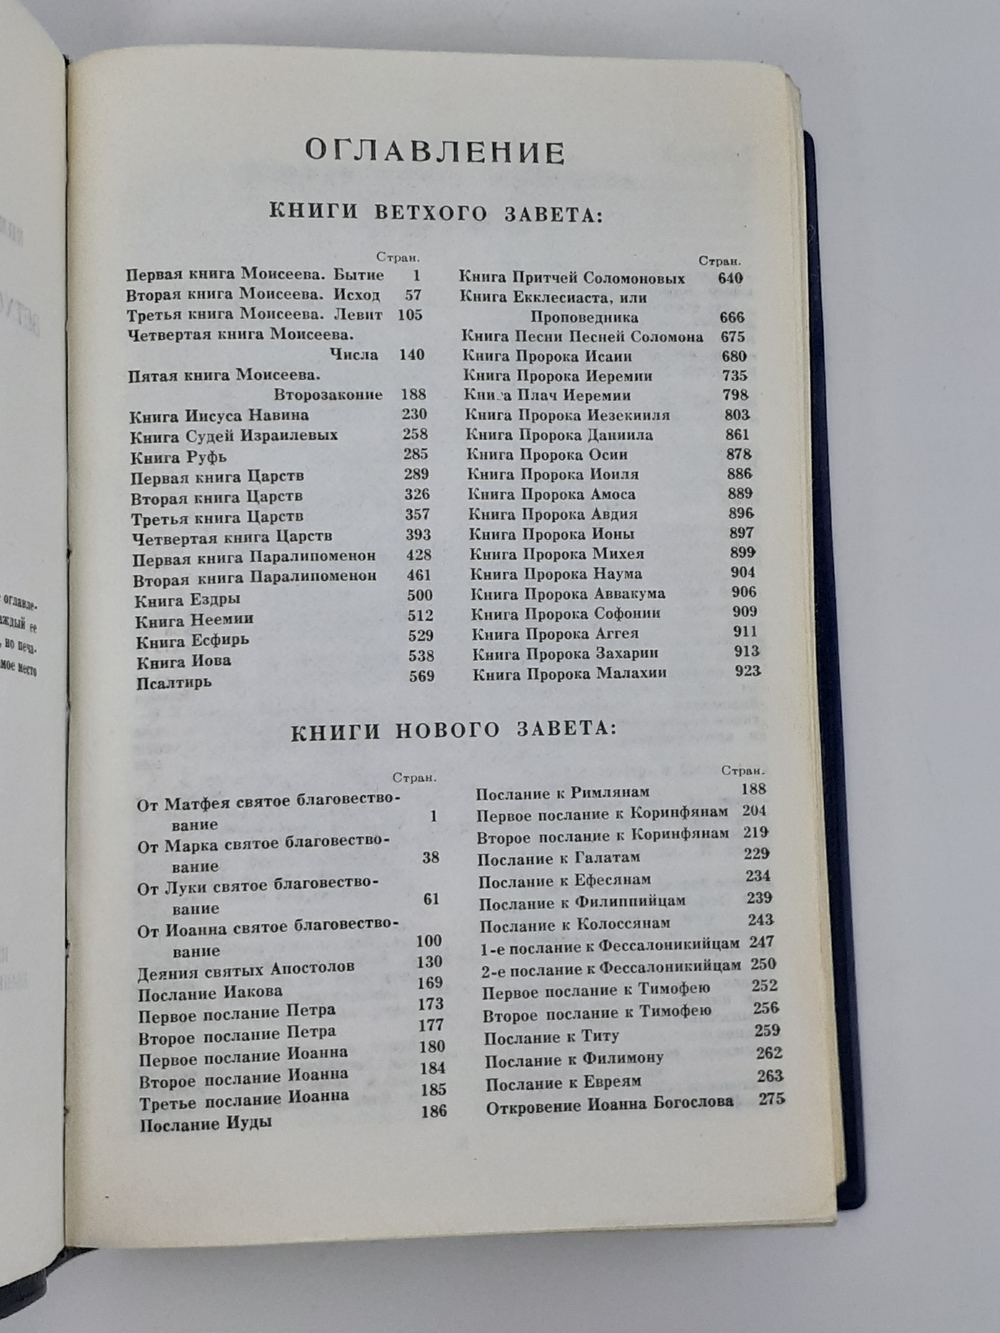 ОГЛАВЛЕНИЕ
КНИГИ ВЕТХОГО ЗАВЕТА:
Стран.
Первая книга Моисеева. Бытие 1
Вторая книга Моисеева. Исход 57
Третья книга Моисеева. Левит 105
Четвертая книга Моисеева.
Числа 140
Пятая книга Моисеева.
Второзаконие 188
Книга Иисуса Навина 230
Книга Судей Израилевых 258
Книга Руфь 285
Первая книга Царств 289
Вторая книга Царств 326
Третья книга Царств 357
Четвертая книга Царств 393
Первая книга Паралипоменон 428
Вторая книга Паралипоменон 461
Книга Ездры 500
Книга Неемии 512
Книга Есфирь 529
Книга Иова 538
Псалтирь 569
Стран.
Книга Притчей Соломоновых 640
Книга Екклесиаста, или
Проповедника 666
Книга Песни Песней Соломона 675
Книга Пророка Исаии 680
Книга Пророка Иеремии 735
Книга Плач Иеремии 798
Книга Пророка Иезекииля 803
Книга Пророка Даниила 861
Книга Пророка Осии 878
Книга Пророка Иоиля 886
Книга Пророка Амоса 889
Книга Пророка Авдия 896
Книга Пророка Ионы 897
Книга Пророка Михея 899
Книга Пророка Наума 904
Книга Пророка Аввакума 906
Книга Пророка Софонии 909
Книга Пророка Аггея 911
Книга Пророка Захарии 913
Книга Пророка Малахии 923
КНИГИ НОВОГО ЗАВЕТА:
Стран.
От Матфея святое благовество-
вание 1
От Марка святое благовество-
вание 38
От Луки святое благовество-
вание 61
От Иоанна святое благовество-
вание 100
Деяния святых Апостолов 130
Послание Иакова 169
Первое послание Петра 173
Второе послание Петра 177
Первое послание Иоанна 180
Второе послание Иоанна 184
Третье послание Иоанна 185
Послание Иуды 186
Стран.
Послание к Римлянам 188
Первое послание к Коринфянам 204
Второе послание к Коринфянам 219
Послание к Галатам 229
Послание к Ефесянам 234
Послание к Филиппийцам 239
Послание к Колоссянам 243
1-е послание к Фессалоникийцам 247
2-е послание к Фессалоникийцам 250
Первое послание к Тимофею 252
Второе послание к Тимофею 256
Послание к Титу 259
Послание к Филимону 262
Послание к Евреям 263
Откровение Иоанна Богослова 275